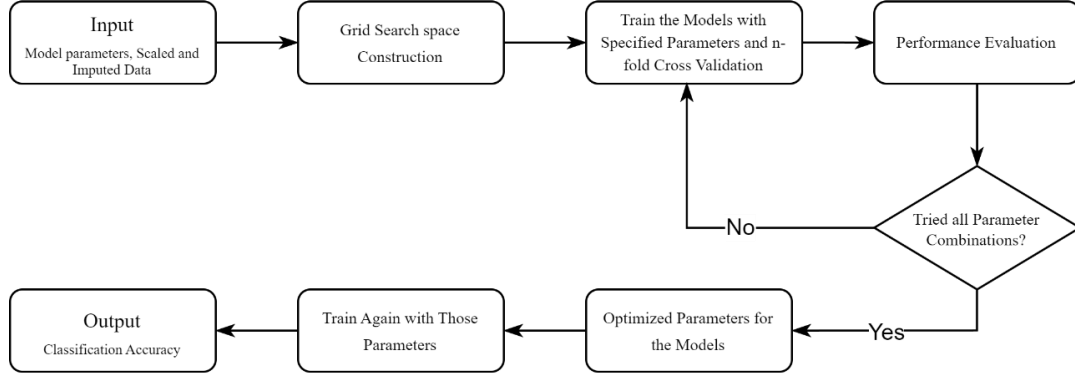 Input
Model parameters, Scaled and
Imputed Data
Grid Search space
Construction
Train the Models with
Specified Parameters and n-
fold Cross Validation
Performance Evaluation
Tried all Parameter
Combinations?
No
Yes
Optimized Parameters for
the Models
Train Again with Those
Parameters
Output
Classification Accuracy